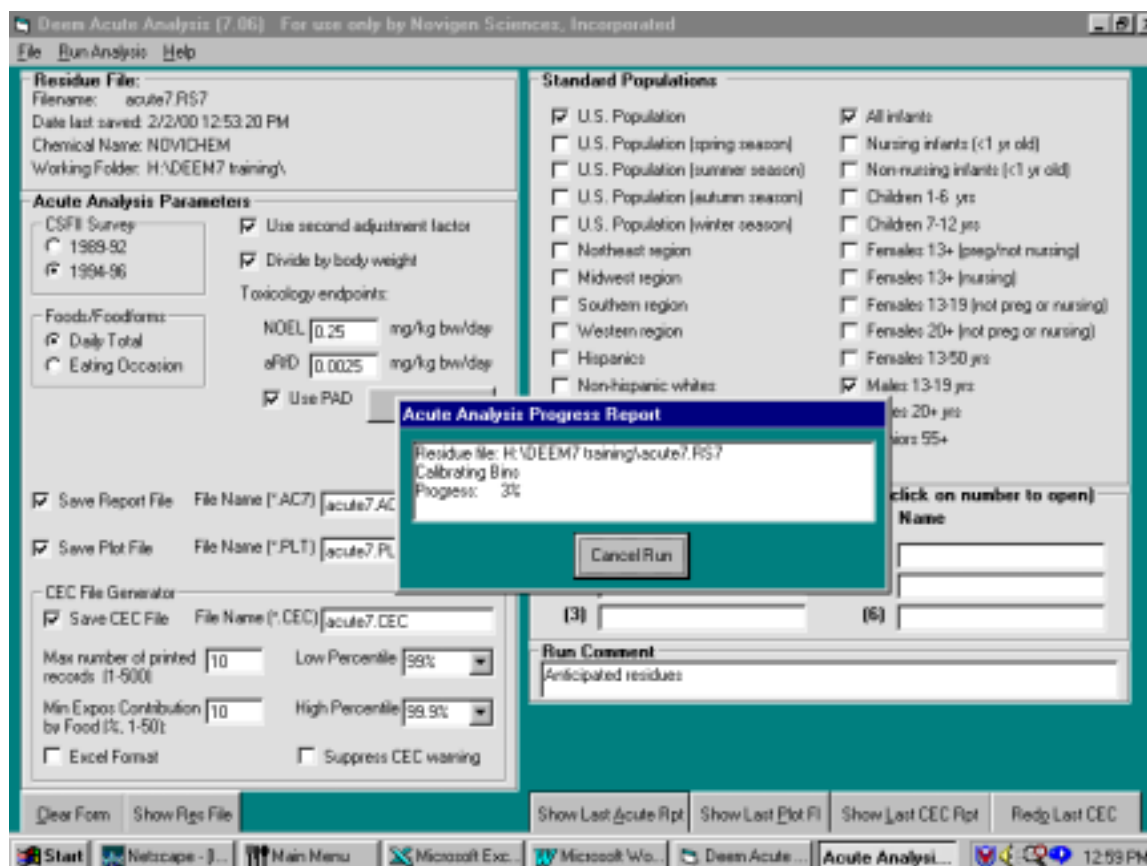 Deem Acute Analysis (7.06) For use only by Novigen Sciences, Incorporated
File Run Analysis Help
Residue File:
Filename: acute7.RS7
Date last saved: 2/2/00 12:53:20 PM
Chemical Name: NOVICHEM
Working Folder: H:\DEEM7 training\
Acute Analysis Parameters
CSFII Survey
1989-92
1994-96
Use second adjustment factor
Divide by body weight
Toxicology endpoints:
Foods/Foodforms
Daily Total
Eating Occasion
NOEL 0.25 mg/kg bw/day
aRfD 0.0025 mg/kg bw/day
Use PAD
Save Report File File Name (*.AC7) acute7.AC
Save Plot File File Name (*.PLT) acute7.PL
CEC File Generator
Save CEC File File Name (*.CEC) acute7.CEC
Max number of printed records (1-500) 10 Low Percentile 99%
Min Expos Contribution by Food (%, 1-50): 10 High Percentile 99.9%
Excel Format Suppress CEC warning
Clear Form Show Res File
Standard Populations
U.S. Population
U.S. Population (spring season)
U.S. Population (summer season)
U.S. Population (autumn season)
U.S. Population (winter season)
Northeast region
Midwest region
Southern region
Western region
Hispanics
Non-hispanic whites
All infants
Nursing infants (<1 yr old)
Non-nursing infants (<1 yr old)
Children 1-6 yrs
Children 7-12 yrs
Females 13+ (preg/not nursing)
Females 13+ (nursing)
Females 13-19 (not preg or nursing)
Females 20+ (not preg or nursing)
Females 13-50 yrs
Males 13-19 yrs
es 20+ yrs
iors 55+
Acute Analysis Progress Report
Residue file: H:\DEEM7 training\acute7.RS7
Calibrating Bins
Progress: 3%
Cancel Run
click on number to open)
Name
(3) (6)
Run Comment
Anticipated residues
Show Last Acute Rpt Show Last Plot Fl Show Last CEC Rpt Redo Last CEC
Start Netscape - [... Main Menu Microsoft Exc... Microsoft Wo... Deem Acute ... Acute Analysi... 12:59 P